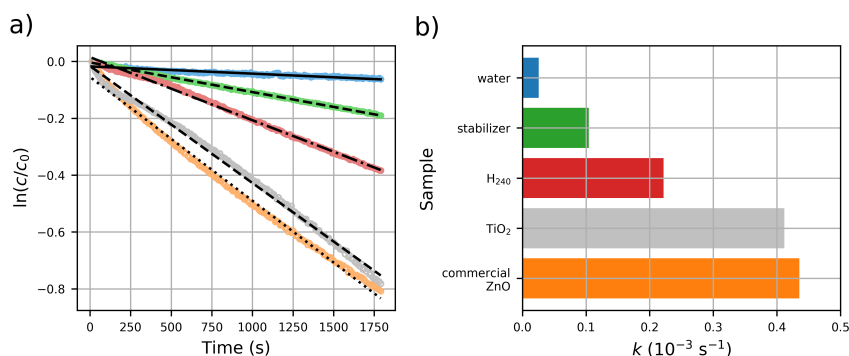 a)
ln(c/c₀)
0.0
−0.2
−0.4
−0.6
−0.8
0 250 500 750 1000 1250 1500 1750
Time (s)
b)
Sample
water
stabilizer
H₂₄₀
TiO₂
commercial
ZnO
0.0 0.1 0.2 0.3 0.4 0.5
k (10⁻³ s⁻¹)